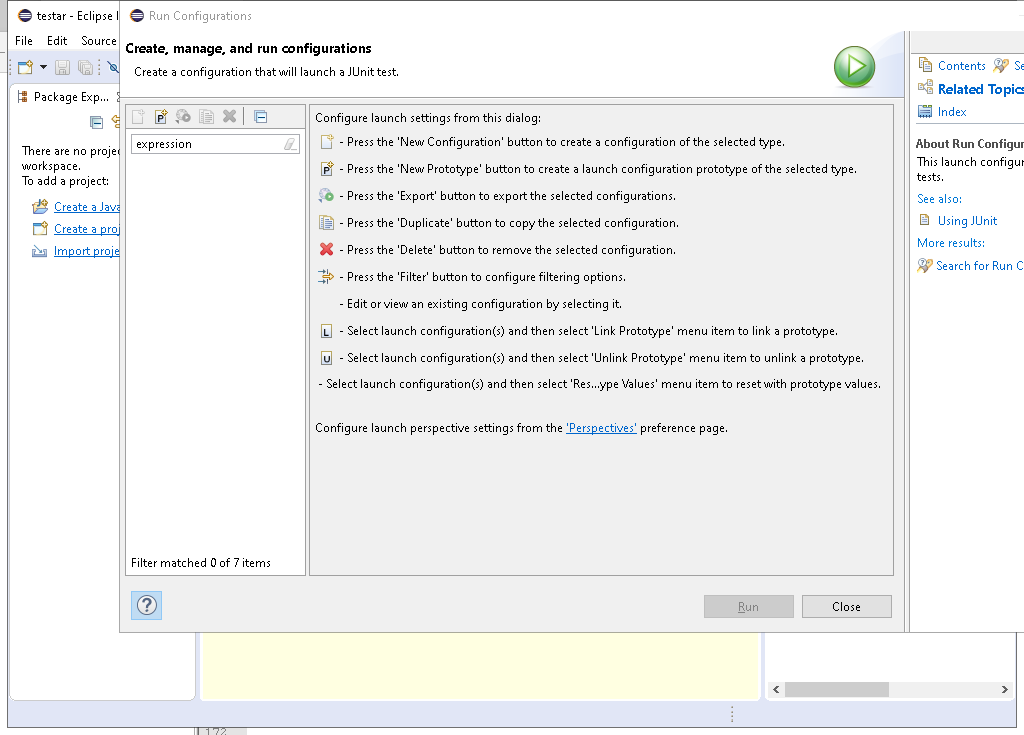 testar - Eclipse I
Run Configurations
File Edit Source
Create, manage, and run configurations
Create a configuration that will launch a JUnit test.
Package Exp...
There are no proje
workspace.
To add a project:
Create a Java
Create a proj
Import proje
P
expression
Filter matched 0 of 7 items
Configure launch settings from this dialog:
- Press the 'New Configuration' button to create a configuration of the selected type.
P - Press the 'New Prototype' button to create a launch configuration prototype of the selected type.
- Press the 'Export' button to export the selected configurations.
- Press the 'Duplicate' button to copy the selected configuration.
- Press the 'Delete' button to remove the selected configuration.
- Press the 'Filter' button to configure filtering options.
- Edit or view an existing configuration by selecting it.
L - Select launch configuration(s) and then select 'Link Prototype' menu item to link a prototype.
U - Select launch configuration(s) and then select 'Unlink Prototype' menu item to unlink a prototype.
- Select launch configuration(s) and then select 'Res...ype Values' menu item to reset with prototype values.
Configure launch perspective settings from the 'Perspectives' preference page.
?
Run Close
Contents Se
Related Topics
Index
About Run Configur
This launch configur
tests.
See also:
Using JUnit
More results:
Search for Run C
172